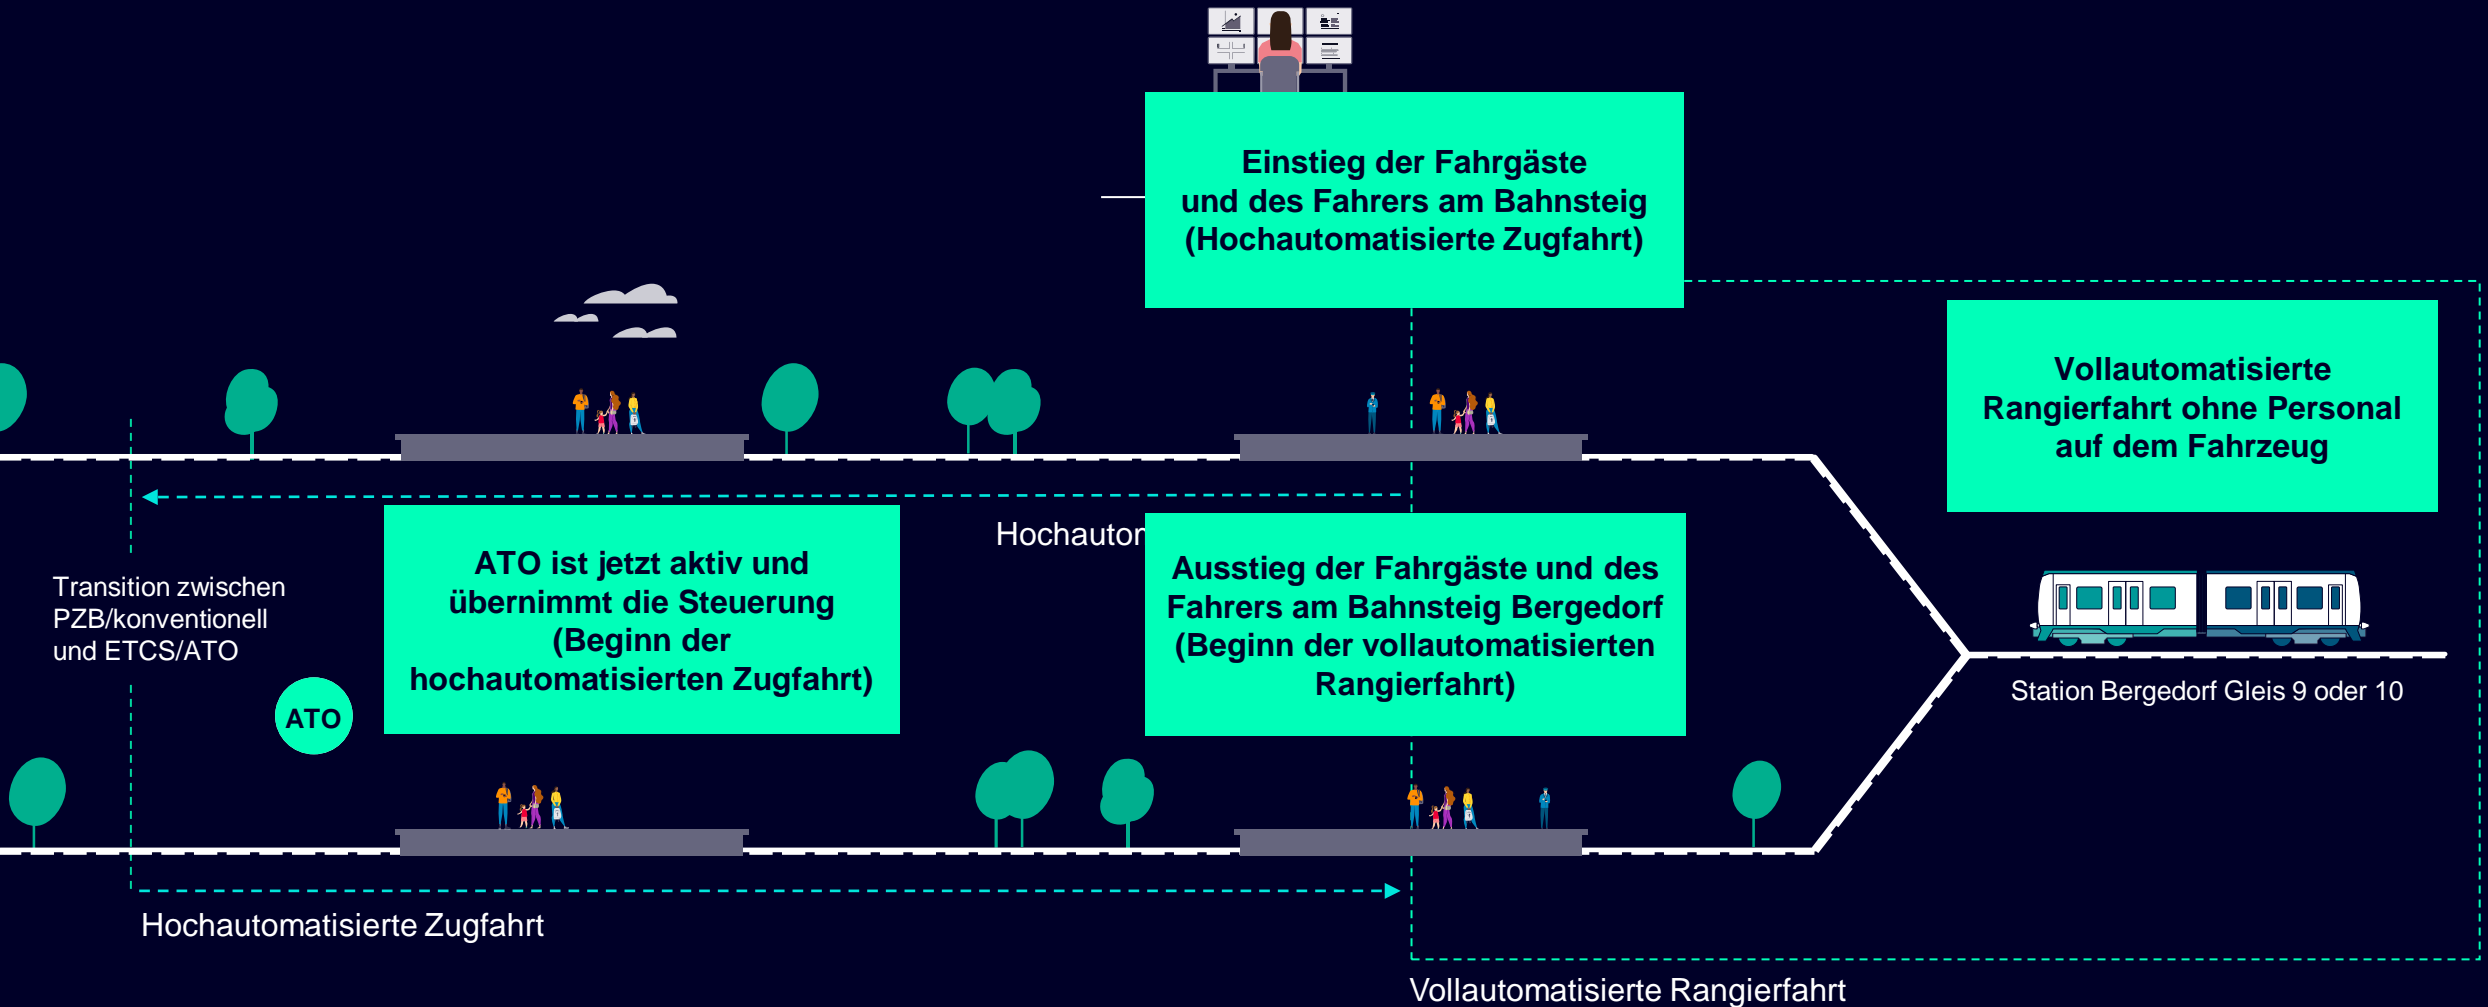 Einstieg der Fahrgäste
und des Fahrers am Bahnsteig
(Hochautomatisierte Zugfahrt)
Vollautomatisierte
Rangierfahrt ohne Personal
auf dem Fahrzeug
Hochautom
ATO ist jetzt aktiv und
übernimmt die Steuerung
(Beginn der
hochautomatisierten Zugfahrt)
Ausstieg der Fahrgäste und des
Fahrers am Bahnsteig Bergedorf
(Beginn der vollautomatisierten
Rangierfahrt)
Transition zwischen
PZB/konventionell
und ETCS/ATO
ATO
Station Bergedorf Gleis 9 oder 10
Hochautomatisierte Zugfahrt
Vollautomatisierte Rangierfahrt